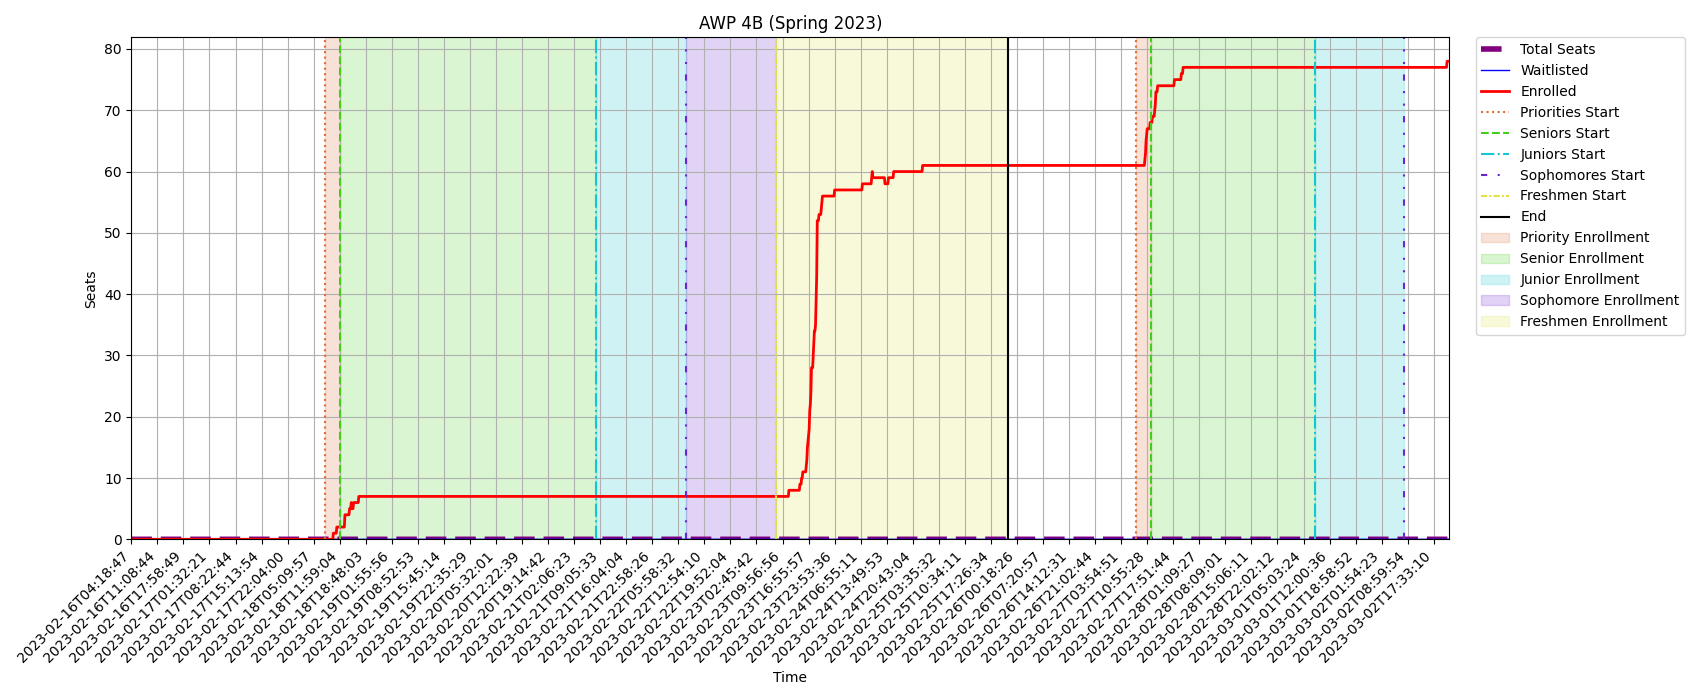 AWP 4B (Spring 2023)
80
70
60
50
40
30
20
10
0
Seats
2023-02-16T04:18:47
2023-02-16T11:08:44
2023-02-16T17:58:49
2023-02-17T01:32:21
2023-02-17T08:22:44
2023-02-17T15:13:54
2023-02-17T22:04:00
2023-02-18T05:09:57
2023-02-18T11:59:04
2023-02-18T18:48:03
2023-02-19T01:55:56
2023-02-19T08:52:53
2023-02-19T15:45:14
2023-02-19T22:35:29
2023-02-20T05:32:01
2023-02-20T12:22:39
2023-02-20T19:14:42
2023-02-21T02:06:23
2023-02-21T09:05:33
2023-02-21T16:04:04
2023-02-21T22:58:26
2023-02-22T05:58:32
2023-02-22T12:54:10
2023-02-22T19:52:04
2023-02-23T02:45:42
2023-02-23T09:56:56
2023-02-23T16:55:57
2023-02-23T23:53:36
2023-02-24T06:55:11
2023-02-24T13:49:53
2023-02-24T20:43:04
2023-02-25T03:35:32
2023-02-25T10:34:11
2023-02-25T17:26:34
2023-02-26T00:18:26
2023-02-26T07:20:57
2023-02-26T14:12:31
2023-02-26T21:02:44
2023-02-27T03:54:51
2023-02-27T10:55:28
2023-02-27T17:51:44
2023-02-28T01:09:27
2023-02-28T08:09:01
2023-02-28T15:06:11
2023-02-28T22:02:12
2023-03-01T05:03:24
2023-03-01T12:00:36
2023-03-01T18:58:52
2023-03-02T01:54:23
2023-03-02T08:59:54
2023-03-02T17:33:10
Time
Total Seats
Waitlisted
Enrolled
Priorities Start
Seniors Start
Juniors Start
Sophomores Start
Freshmen Start
End
Priority Enrollment
Senior Enrollment
Junior Enrollment
Sophomore Enrollment
Freshmen Enrollment